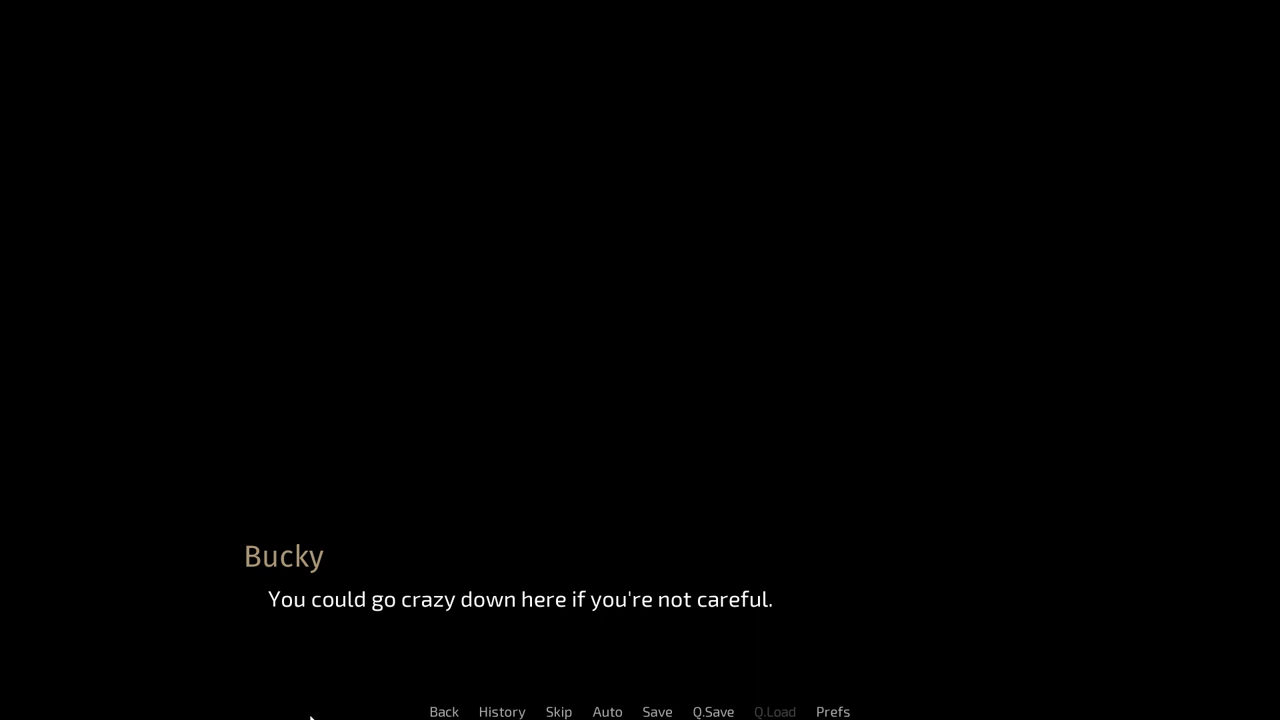 Bucky
You could go crazy down here if you're not careful.
Back History Skip Auto Save Q.Save Q.Load Prefs